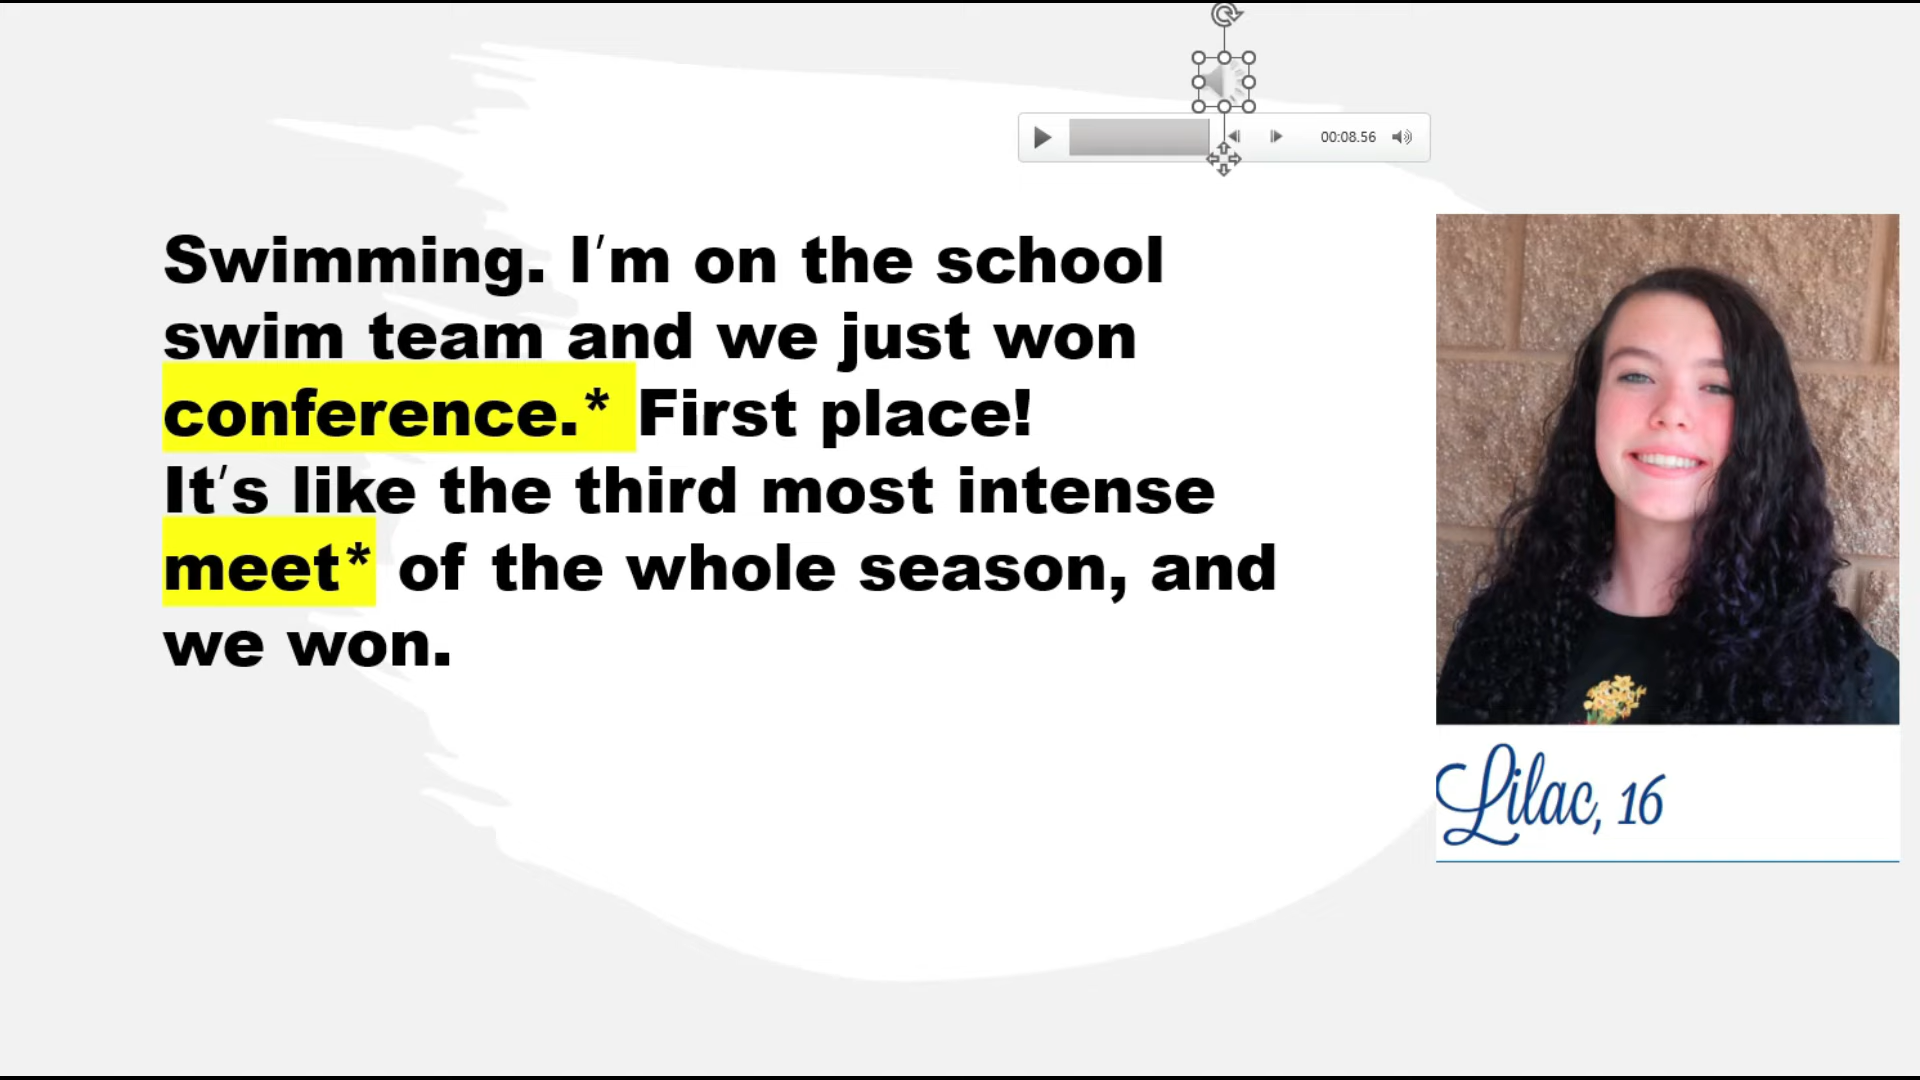 00:08.56
Swimming. I'm on the school
swim team and we just won
conference.* First place!
It's like the third most intense
meet* of the whole season, and
we won.
Lilac, 16